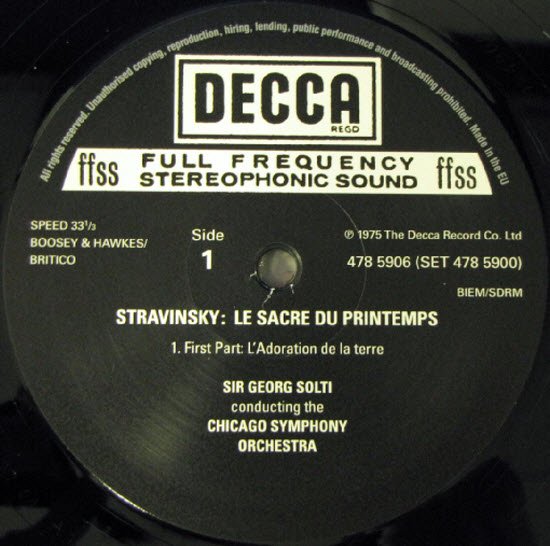 All rights reserved. Unauthorised copying, reproduction, hiring, lending, public performance and broadcasting prohibited. Made in the EU
DECCA
REGD
ffss FULL FREQUENCY STEREOPHONIC SOUND ffss
SPEED 33⅓
BOOSEY & HAWKES/
BRITICO
Side
1
℗ 1975 The Decca Record Co. Ltd
478 5906 (SET 478 5900)
BIEM/SDRM
STRAVINSKY: LE SACRE DU PRINTEMPS
1. First Part: L'Adoration de la terre
SIR GEORG SOLTI
conducting the
CHICAGO SYMPHONY
ORCHESTRA